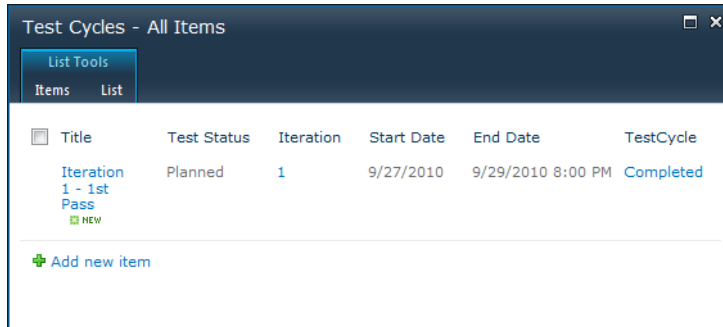 Test Cycles - All Items
List Tools
Items List
Title Test Status Iteration Start Date End Date TestCycle
Iteration Planned 1 9/27/2010 9/29/2010 8:00 PM Completed
1 - 1st
Pass
NEW
Add new item